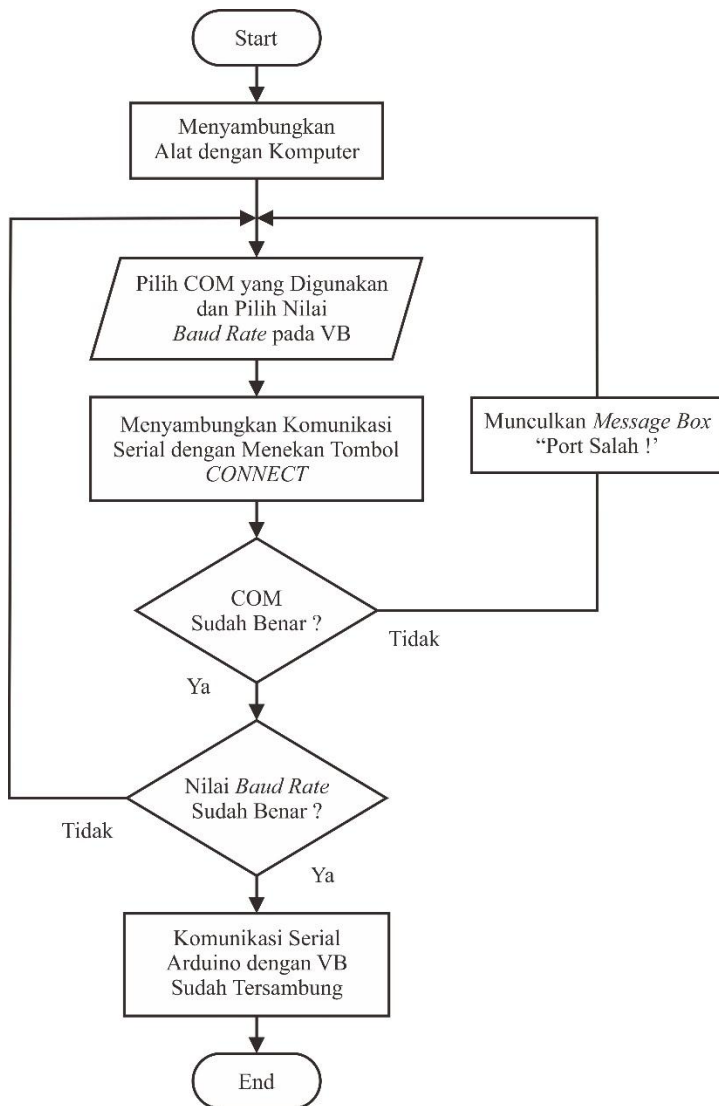 Start
Menyambungkan
Alat dengan Komputer
Pilih COM yang Digunakan
dan Pilih Nilai
Baud Rate pada VB
Menyambungkan Komunikasi
Serial dengan Menekan Tombol
CONNECT
Munculkan Message Box
“Port Salah !’
COM
Sudah Benar ?
Tidak
Ya
Nilai Baud Rate
Sudah Benar ?
Tidak
Ya
Komunikasi Serial
Arduino dengan VB
Sudah Tersambung
End